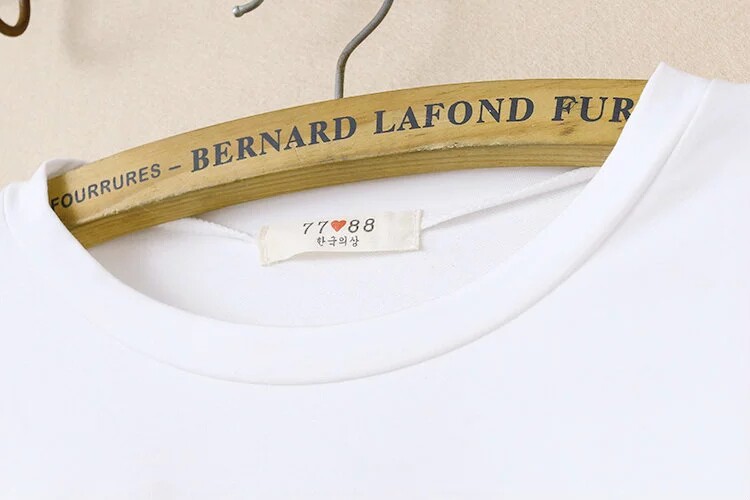 FOURRURES – BERNARD LAFOND FUR
77♥88
한국의상